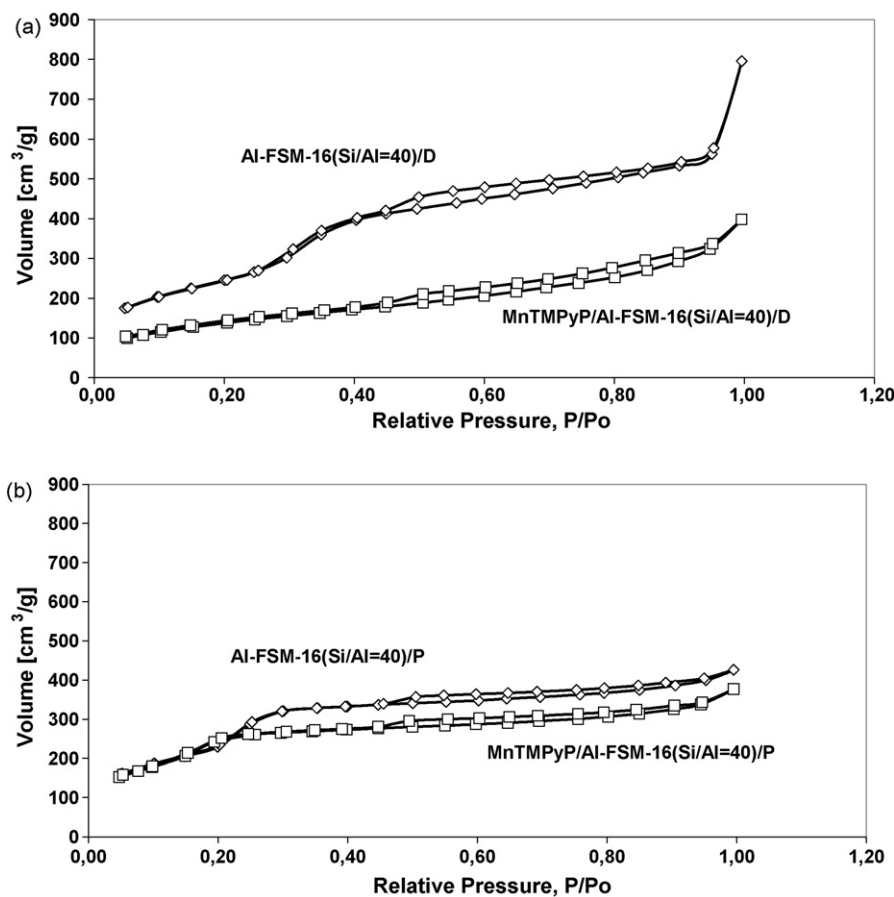 (a)
900
800
700
600
500
400
300
200
100
0
Volume [cm³/g]
Al-FSM-16(Si/Al=40)/D
MnTMPyP/Al-FSM-16(Si/Al=40)/D
0,00 0,20 0,40 0,60 0,80 1,00 1,20
Relative Pressure, P/Po
(b)
900
800
700
600
500
400
300
200
100
0
Volume [cm³/g]
Al-FSM-16(Si/Al=40)/P
MnTMPyP/Al-FSM-16(Si/Al=40)/P
0,00 0,20 0,40 0,60 0,80 1,00 1,20
Relative Pressure, P/Po